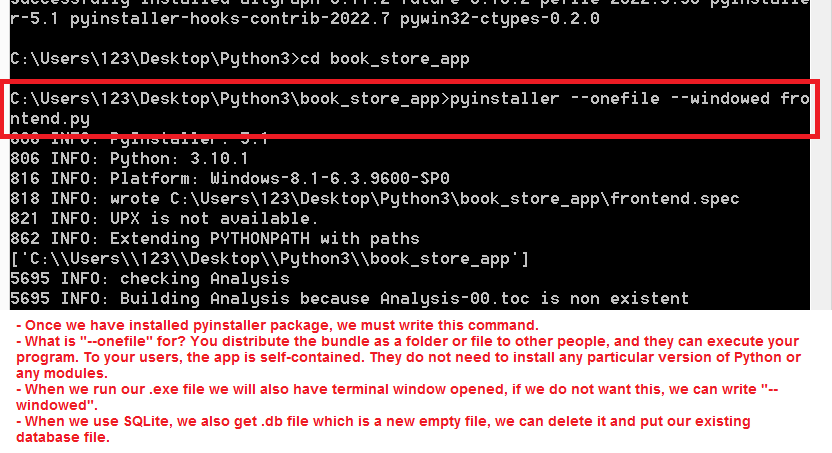 Successfully installed altgraph-0.17.2 future-0.18.2 pefile-2022.5.30 pyinstalle
r-5.1 pyinstaller-hooks-contrib-2022.7 pywin32-ctypes-0.2.0
C:\Users\123\Desktop\Python3>cd book_store_app
C:\Users\123\Desktop\Python3\book_store_app>pyinstaller --onefile --windowed fro
ntend.py
806 INFO: PyInstaller: 5.1
806 INFO: Python: 3.10.1
816 INFO: Platform: Windows-8.1-6.3.9600-SP0
818 INFO: wrote C:\Users\123\Desktop\Python3\book_store_app\frontend.spec
821 INFO: UPX is not available.
862 INFO: Extending PYTHONPATH with paths
['C:\\Users\\123\\Desktop\\Python3\\book_store_app']
5695 INFO: checking Analysis
5695 INFO: Building Analysis because Analysis-00.toc is non existent
- Once we have installed pyinstaller package, we must write this command.
- What is "--onefile" for? You distribute the bundle as a folder or file to other people, and they can execute your
program. To your users, the app is self-contained. They do not need to install any particular version of Python or
any modules.
- When we run our .exe file we will also have terminal window opened, if we do not want this, we can write "--
windowed".
- When we use SQLite, we also get .db file which is a new empty file, we can delete it and put our existing
database file.